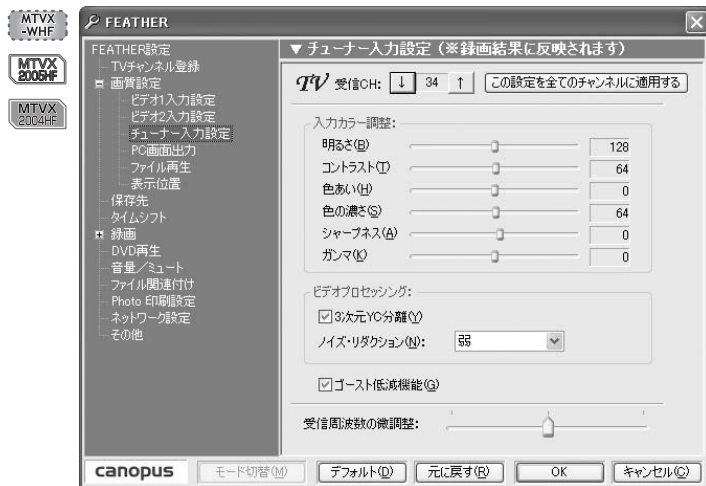 MTVX
-WHF
MTVX
2005HF
MTVX
2004HF
FEATHER
FEATHER設定
TVチャンネル登録
画質設定
ビデオ1入力設定
ビデオ2入力設定
チューナー入力設定
PC画面出力
ファイル再生
表示位置
保存先
タイムシフト
録画
DVD再生
音量／ミュート
ファイル関連付け
Photo 印刷設定
ネットワーク設定
その他
▼ チューナー入力設定（※録画結果に反映されます）
TV 受信CH: ↓ 34 ↑ この設定を全てのチャンネルに適用する
入力カラー調整:
明るさ(B) 128
コントラスト(T) 64
色あい(H) 0
色の濃さ(S) 64
シャープネス(A) 0
ガンマ(K) 0
ビデオプロセッシング:
3次元YC分離(Y)
ノイズ・リダクション(N): 弱
ゴースト低減機能(G)
受信周波数の微調整:
canopus モード切替(M) デフォルト(D) 元に戻す(R) OK キャンセル(C)